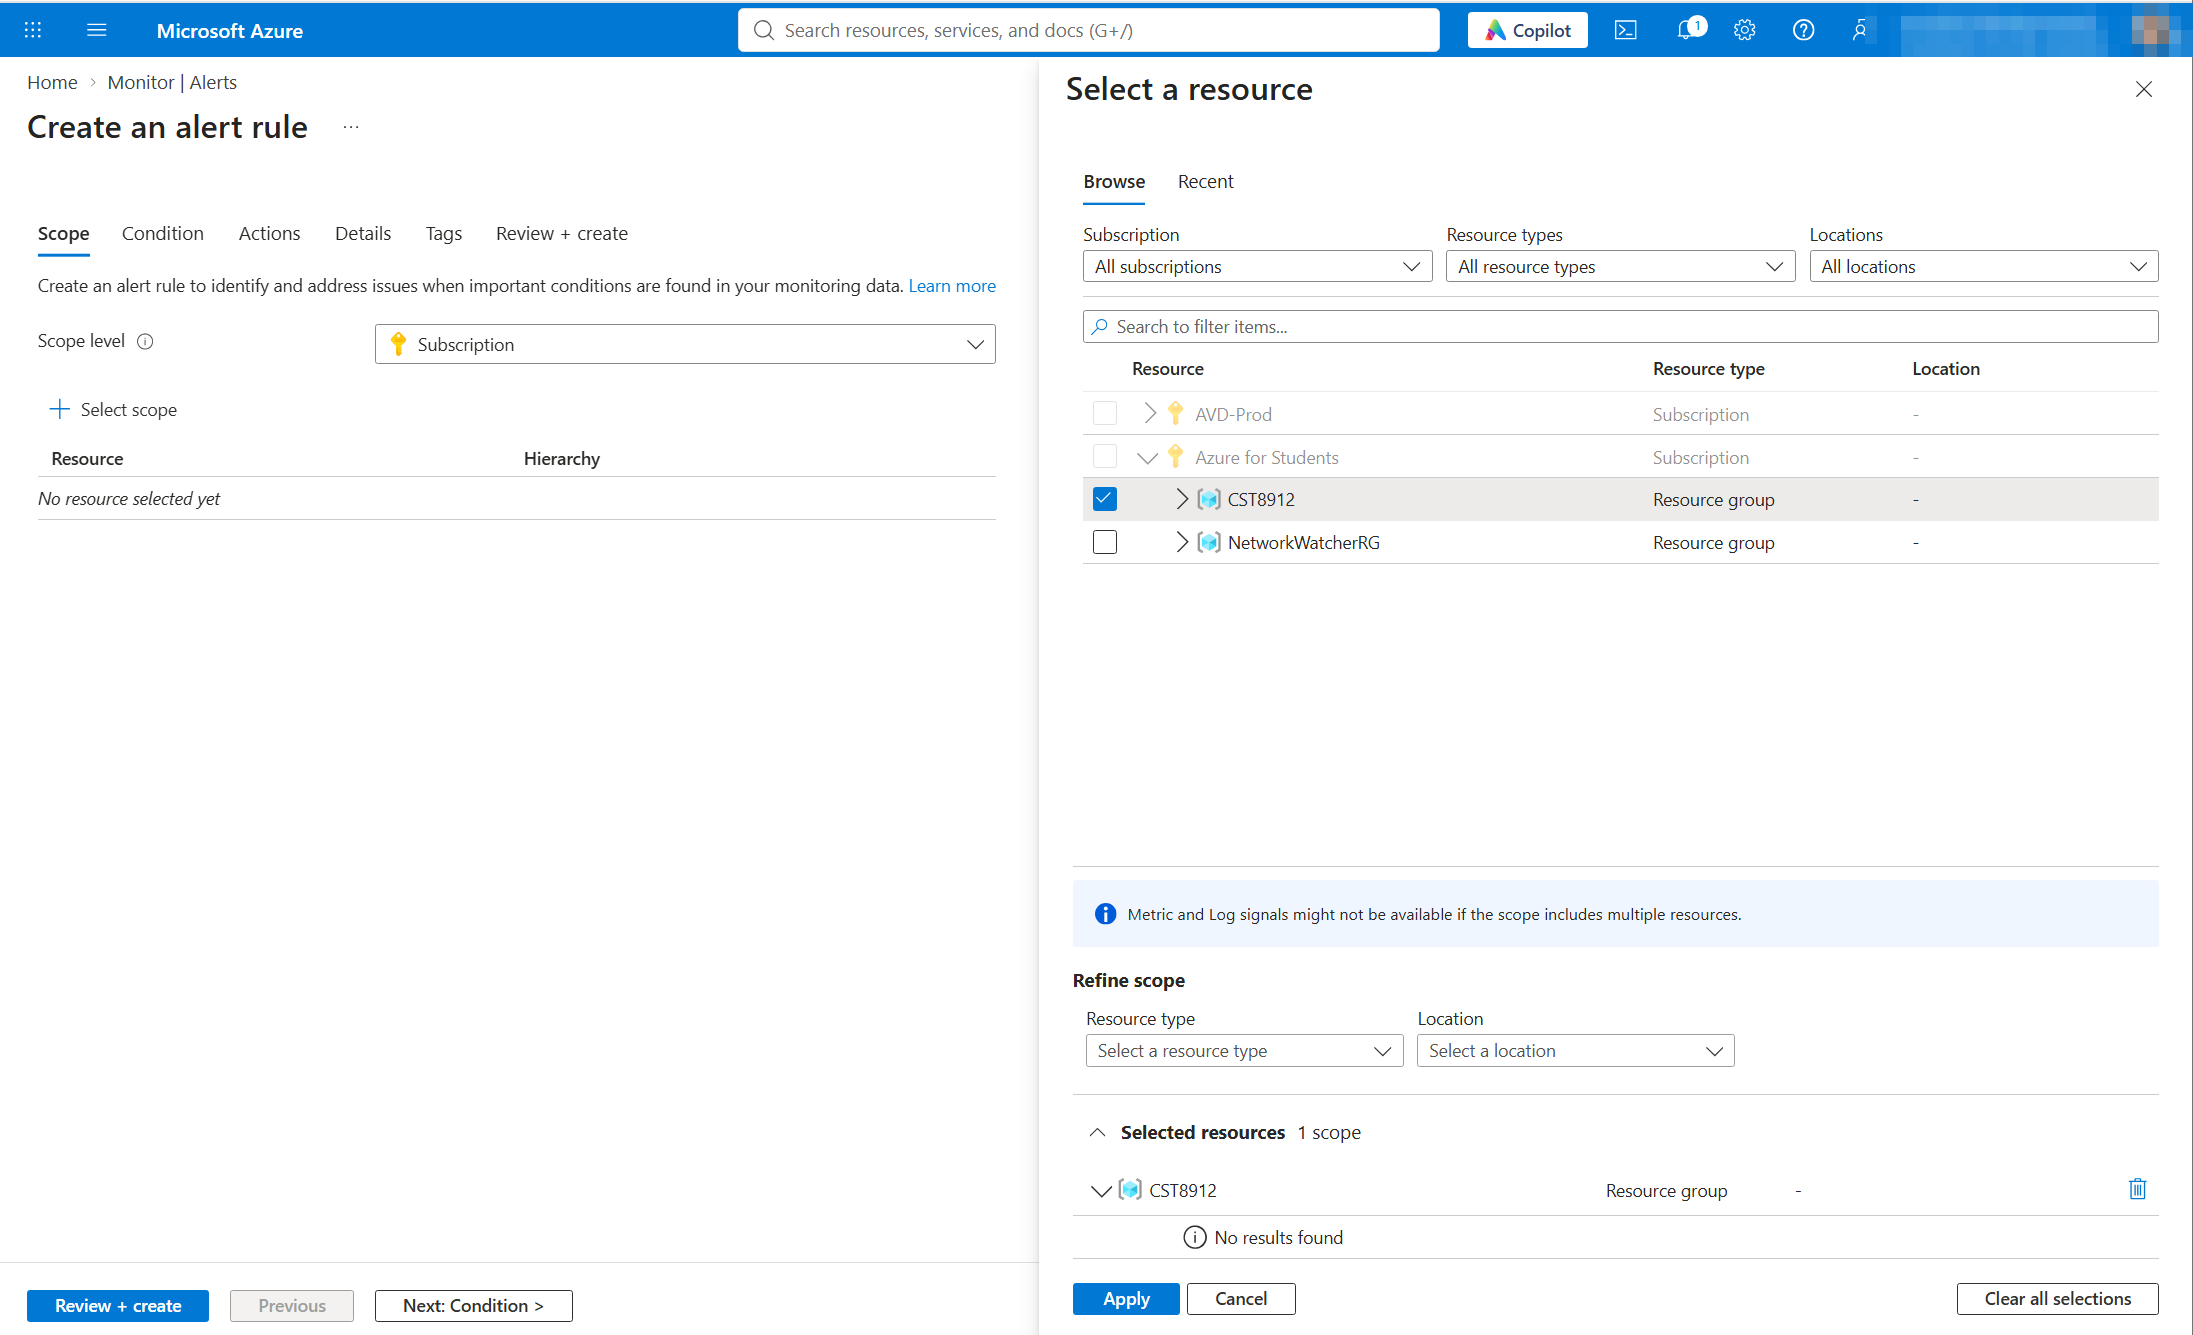 Microsoft Azure
Search resources, services, and docs (G+/)
Copilot
1
Home > Monitor | Alerts
Create an alert rule ...
Scope Condition Actions Details Tags Review + create
Create an alert rule to identify and address issues when important conditions are found in your monitoring data. Learn more
Scope level
Subscription
+ Select scope
Resource Hierarchy
No resource selected yet
Review + create Previous Next: Condition >
Select a resource
Browse Recent
Subscription Resource types Locations
All subscriptions All resource types All locations
Search to filter items...
Resource Resource type Location
AVD-Prod Subscription -
Azure for Students Subscription -
CST8912 Resource group -
NetworkWatcherRG Resource group -
Metric and Log signals might not be available if the scope includes multiple resources.
Refine scope
Resource type Location
Select a resource type Select a location
Selected resources 1 scope
CST8912 Resource group -
No results found
Apply Cancel Clear all selections